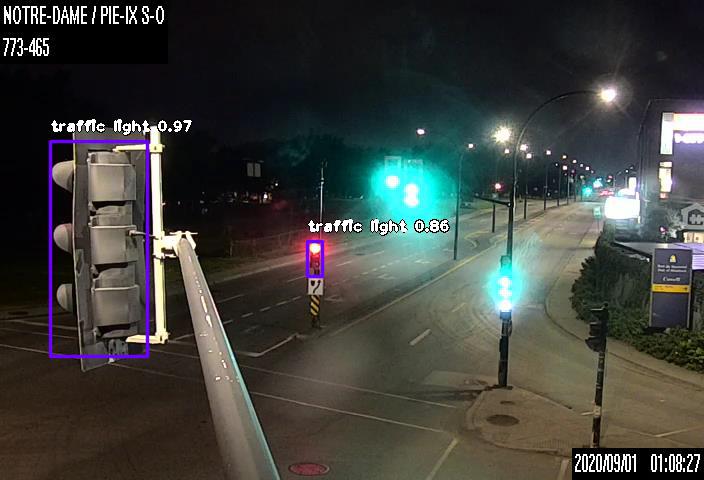 NOTRE-DAME / PIE-IX S-O
773-465
traffic light 0.97
traffic light 0.86
2020/09/01 01:08:27